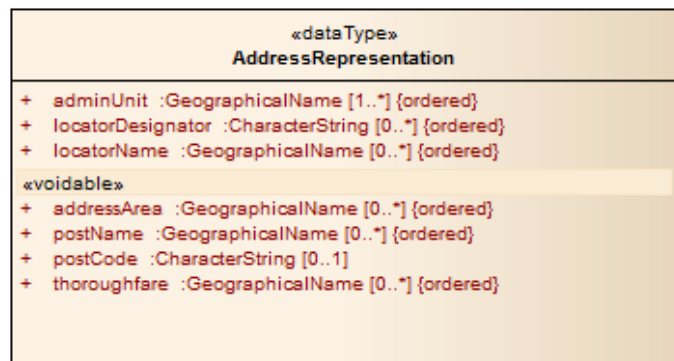 «dataType»
AddressRepresentation
+ adminUnit :GeographicalName [1..*] {ordered}
+ locatorDesignator :CharacterString [0..*] {ordered}
+ locatorName :GeographicalName [0..*] {ordered}
«voidable»
+ addressArea :GeographicalName [0..*] {ordered}
+ postName :GeographicalName [0..*] {ordered}
+ postCode :CharacterString [0..1]
+ thoroughfare :GeographicalName [0..*] {ordered}